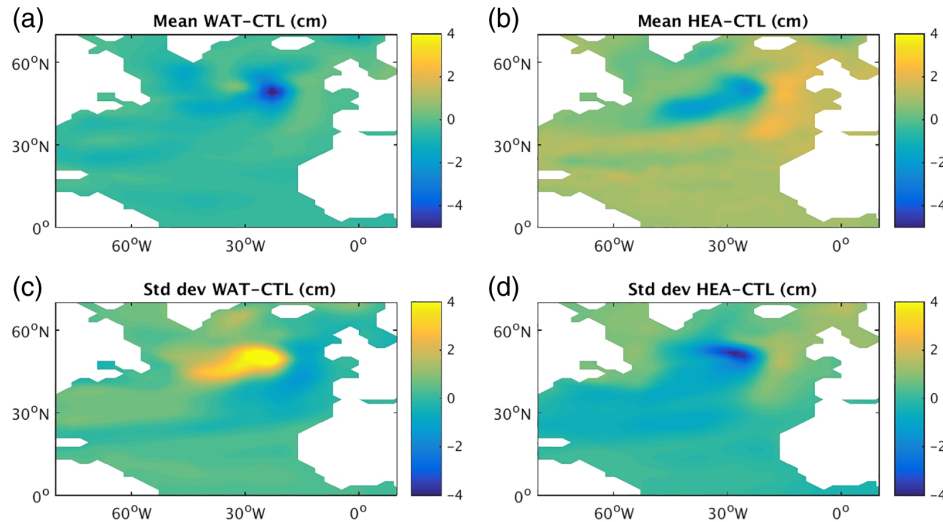 (a) Mean WAT-CTL (cm)
(b) Mean HEA-CTL (cm)
60°N
30°N
0°
60°W
30°W
0°
4
2
0
-2
-4
60°N
30°N
0°
60°W
30°W
0°
4
2
0
-2
-4
(c) Std dev WAT-CTL (cm)
(d) Std dev HEA-CTL (cm)
60°N
30°N
0°
60°W
30°W
0°
4
2
0
-2
-4
60°N
30°N
0°
60°W
30°W
0°
4
2
0
-2
-4